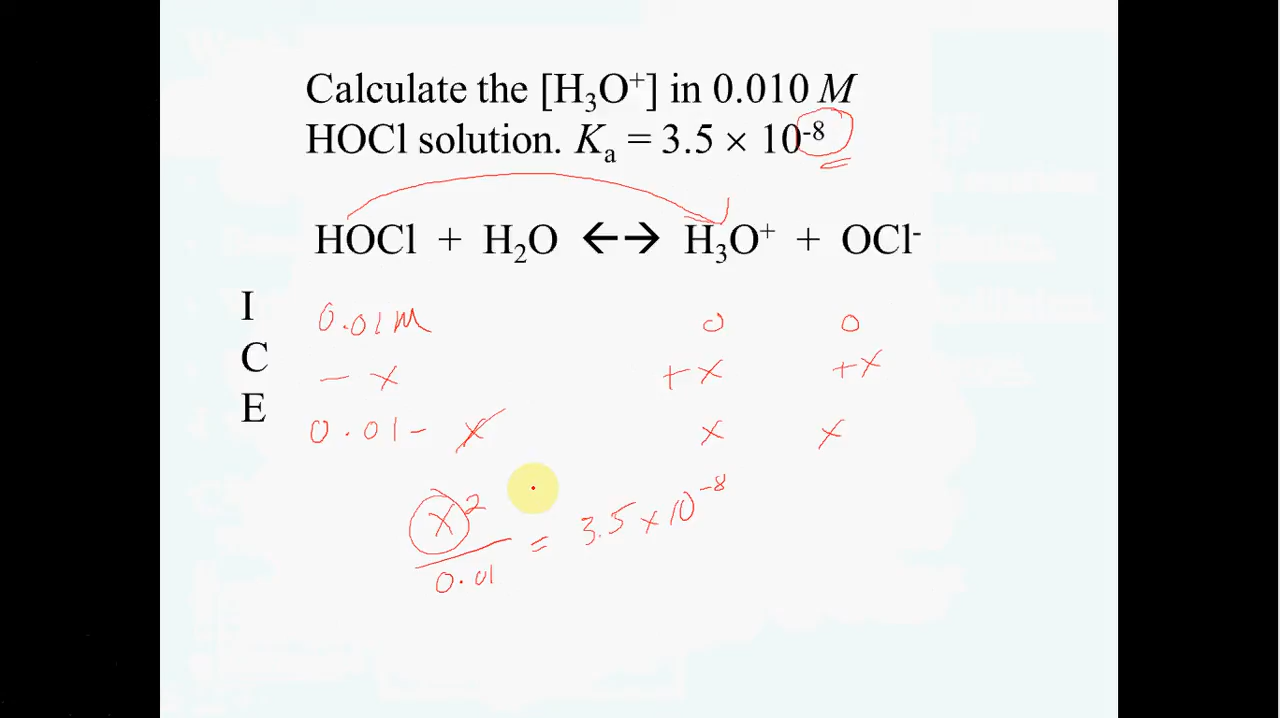 Calculate the [H₃O⁺] in 0.010 M
HOCl solution. Kₐ = 3.5 × 10⁻⁸
HOCl + H₂O ←→ H₃O⁺ + OCl⁻
I 0.01M 0 0
C - x +x +x
E 0.01 - x x x
x² = 3.5 x 10⁻⁸
0.01